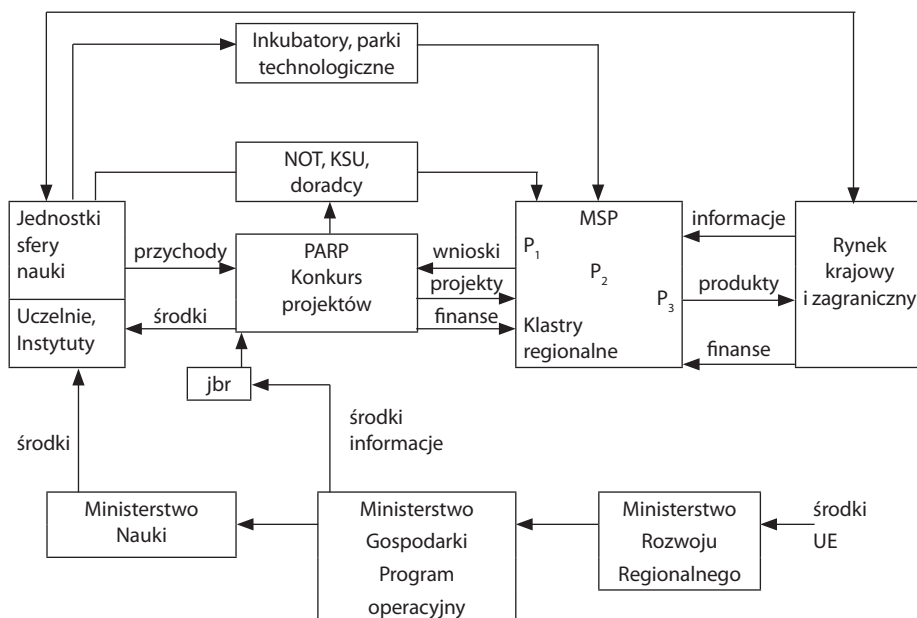 Inkubatory, parki
technologiczne
NOT, KSU,
doradcy
Jednostki
sfery
nauki
Uczelnie,
Instytuty
przychody
środki
PARP
Konkurs
projektów
wnioski
projekty
finanse
MSP
P1
P2
P3
Klastry
regionalne
informacje
produkty
finanse
Rynek
krajowy
i zagraniczny
jbr
środki
środki
informacje
Ministerstwo
Nauki
Ministerstwo
Gospodarki
Program
operacyjny
Ministerstwo
Rozwoju
Regionalnego
środki
UE